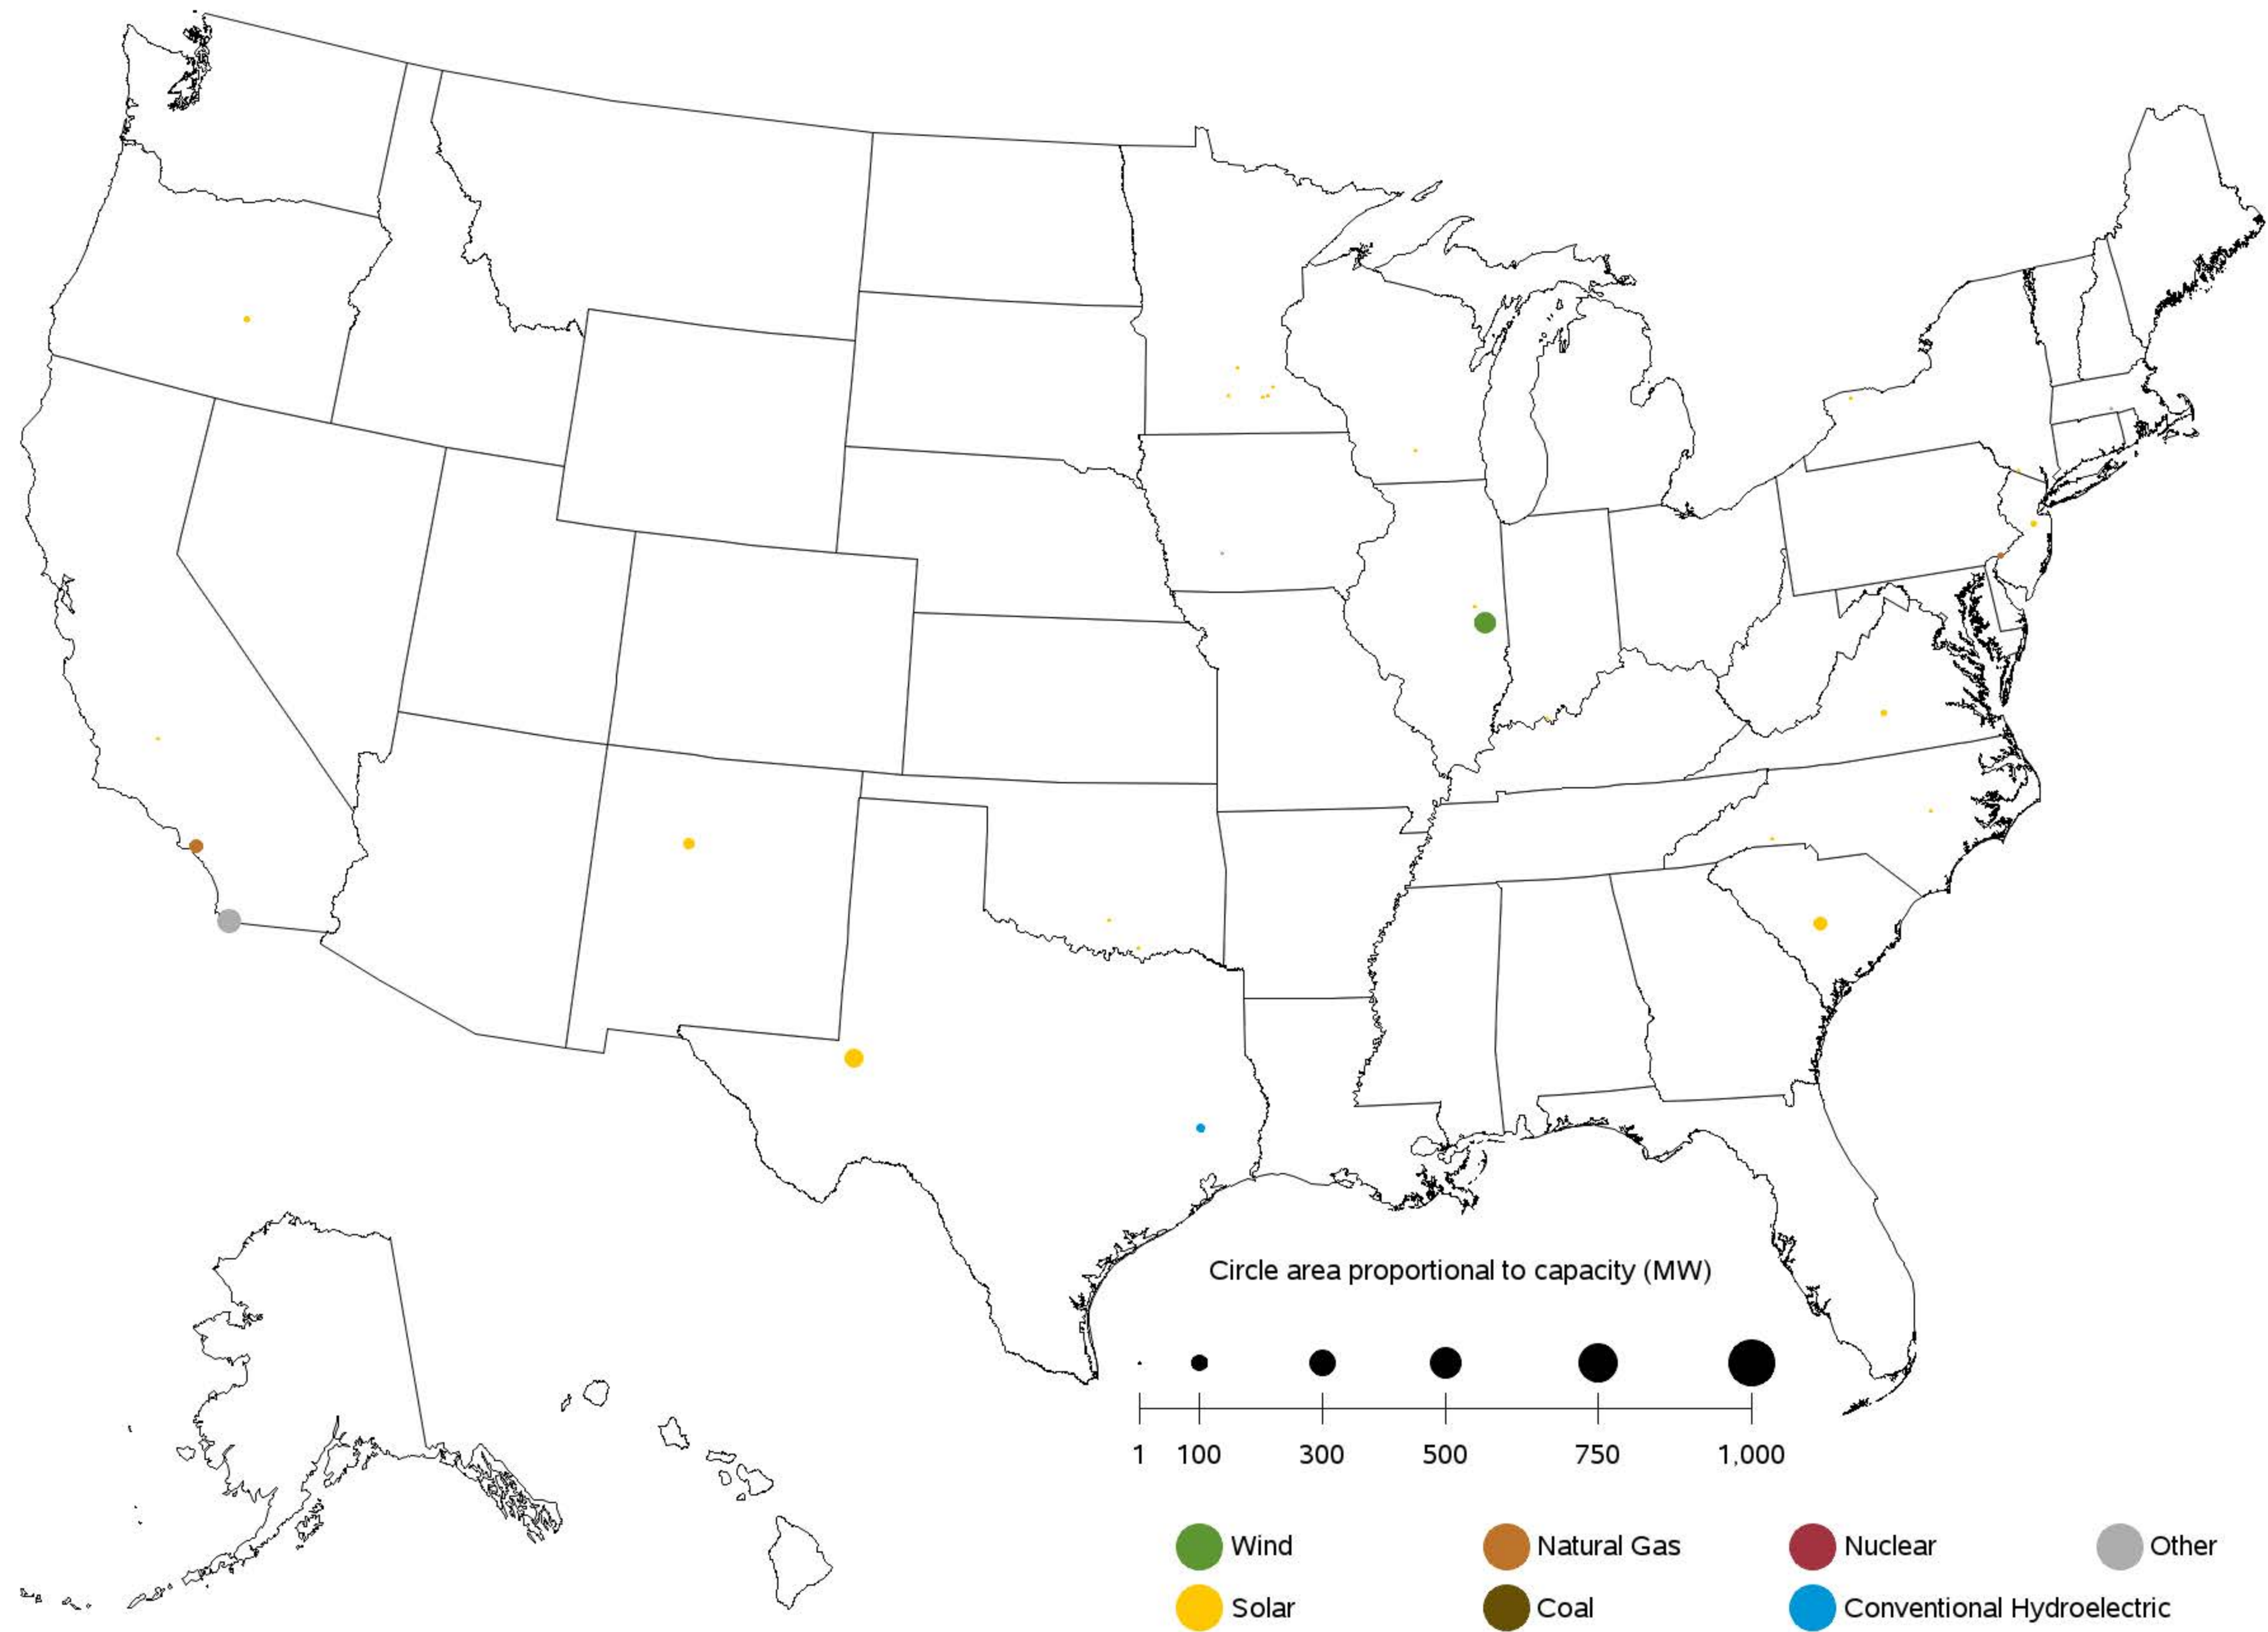 Circle area proportional to capacity (MW)
1 100 300 500 750 1,000
Wind Natural Gas Nuclear Other
Solar Coal Conventional Hydroelectric